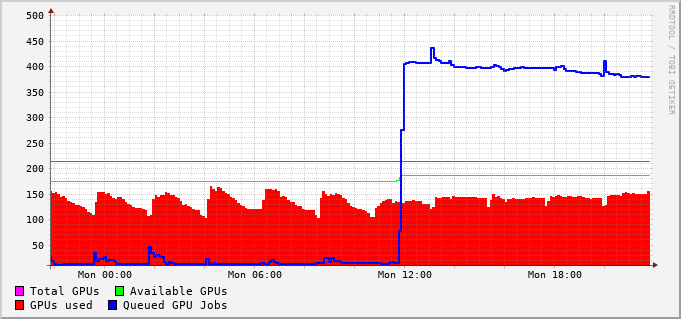 500
450
400
350
300
250
200
150
100
50
Mon 00:00 Mon 06:00 Mon 12:00 Mon 18:00
Total GPUs Available GPUs
GPUs used Queued GPU Jobs
RRDTOOL / TOBI OETIKER